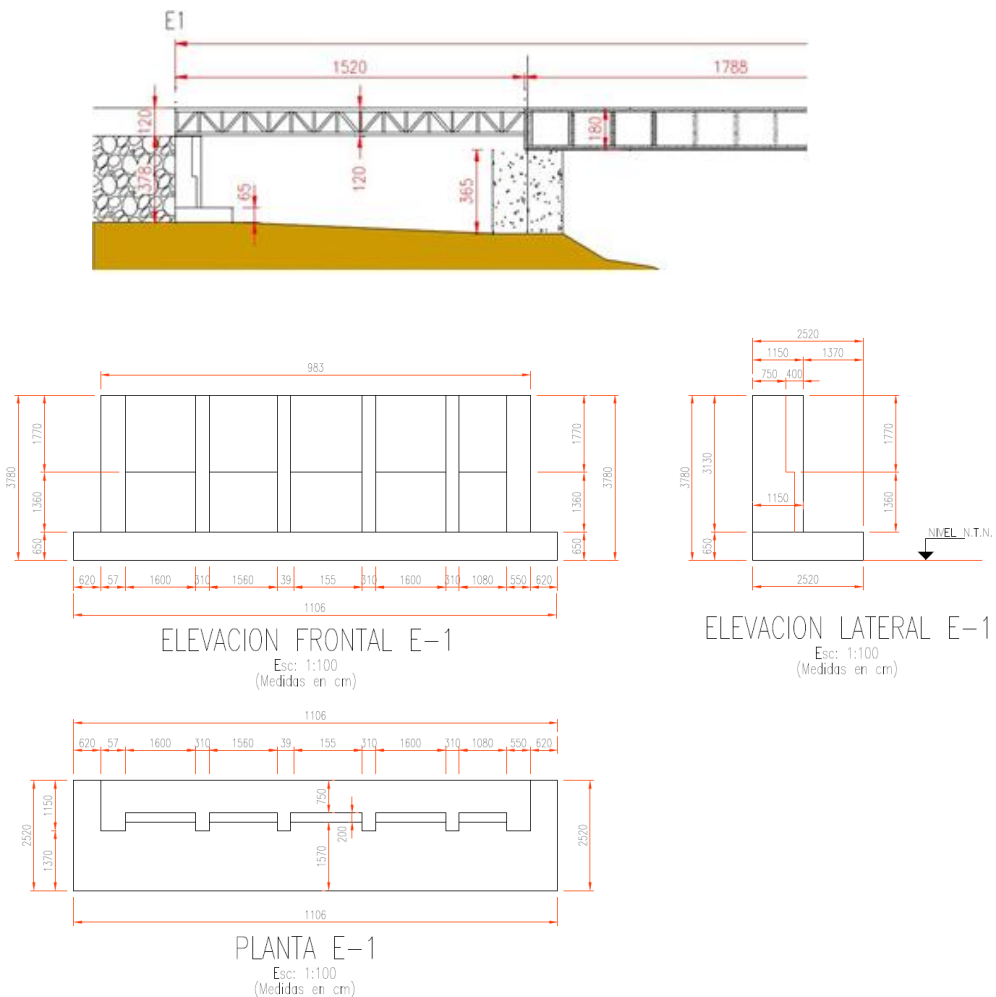 E1
1520 1788
120 180
378 65 120 365
983
3780 1770 1360 650 1770 1360 650 3780
620 57 1600 310 1560 39 155 310 1600 310 1080 550 620
1106
ELEVACION FRONTAL E-1
Esc: 1:100
(Medidas en cm)
2520
1150 1370
750 400
3780 3130 650 1770 1360
1150
NIVEL N.T.N.
2520
ELEVACION LATERAL E-1
Esc: 1:100
(Medidas en cm)
1106
620 57 1600 310 1560 39 155 310 1600 310 1080 550 620
2520 1150 1370 750 200 1570 2520
1106
PLANTA E-1
Esc: 1:100
(Medidas en cm)